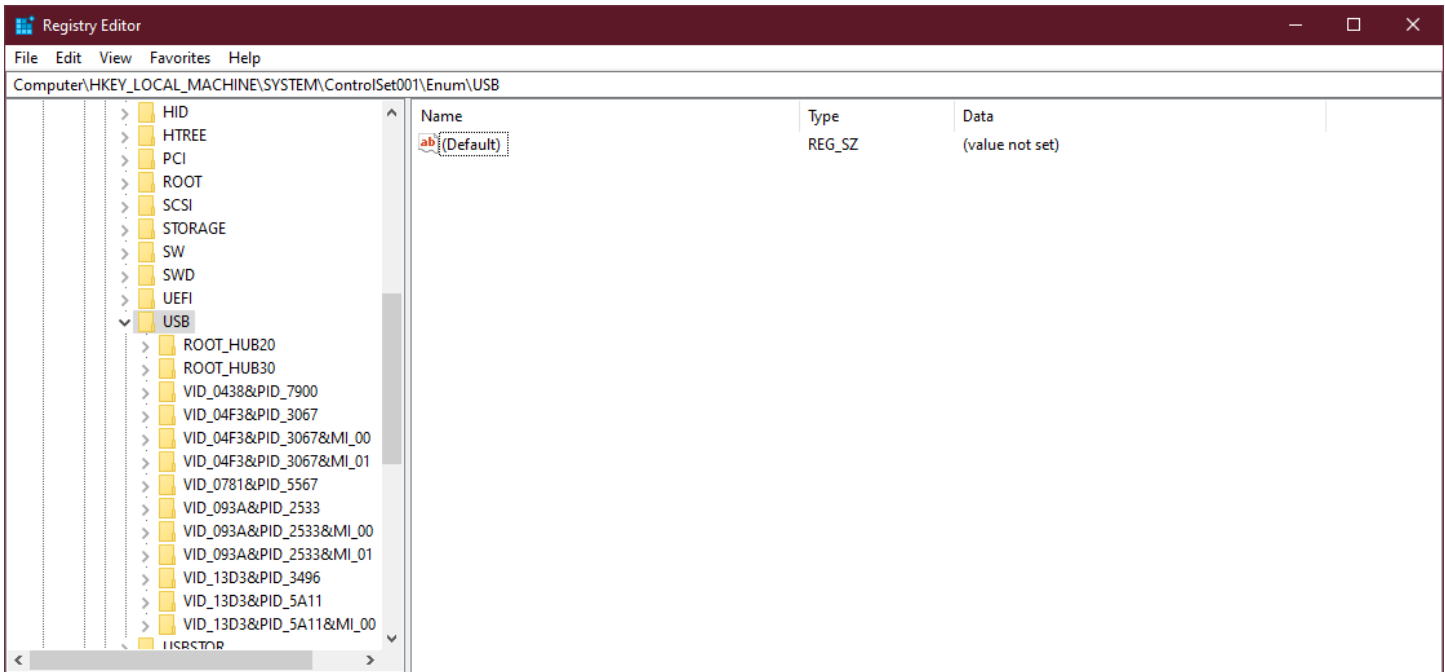 Registry Editor
File Edit View Favorites Help
Computer\HKEY_LOCAL_MACHINE\SYSTEM\ControlSet001\Enum\USB
HID
HTREE
PCI
ROOT
SCSI
STORAGE
SW
SWD
UEFI
USB
ROOT_HUB20
ROOT_HUB30
VID_0438&PID_7900
VID_04F3&PID_3067
VID_04F3&PID_3067&MI_00
VID_04F3&PID_3067&MI_01
VID_0781&PID_5567
VID_093A&PID_2533
VID_093A&PID_2533&MI_00
VID_093A&PID_2533&MI_01
VID_13D3&PID_3496
VID_13D3&PID_5A11
VID_13D3&PID_5A11&MI_00
USBSTOR
Name Type Data
ab (Default) REG_SZ (value not set)